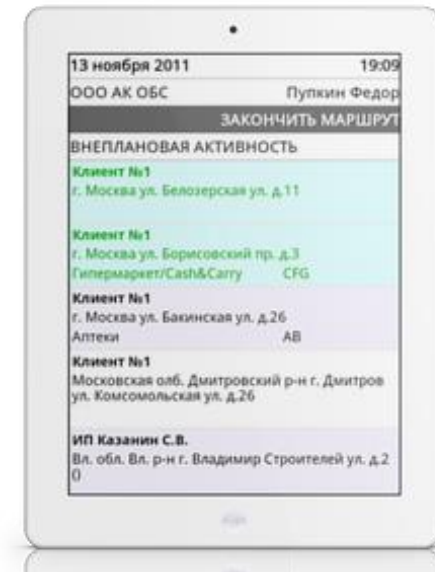 13 ноября 2011 19:09
ООО АК ОБС Пупкин Федор
ЗАКОНЧИТЬ МАРШРУТ
ВНЕПЛАНОВАЯ АКТИВНОСТЬ
Клиент №1
г. Москва ул. Белозерская ул. д.11
Клиент №1
г. Москва ул. Борисовский пр. д.3
Гипермаркет/Cash&Carry CFG
Клиент №1
г. Москва ул. Бакинская ул. д.26
Аптеки АВ
Клиент №1
Московская олб. Дмитровский р-н г. Дмитров
ул. Комсомольская ул. д.26
ИП Казанин С.В.
Вл. обл. Вл. р-н г. Владимир Строителей ул. д.2
()